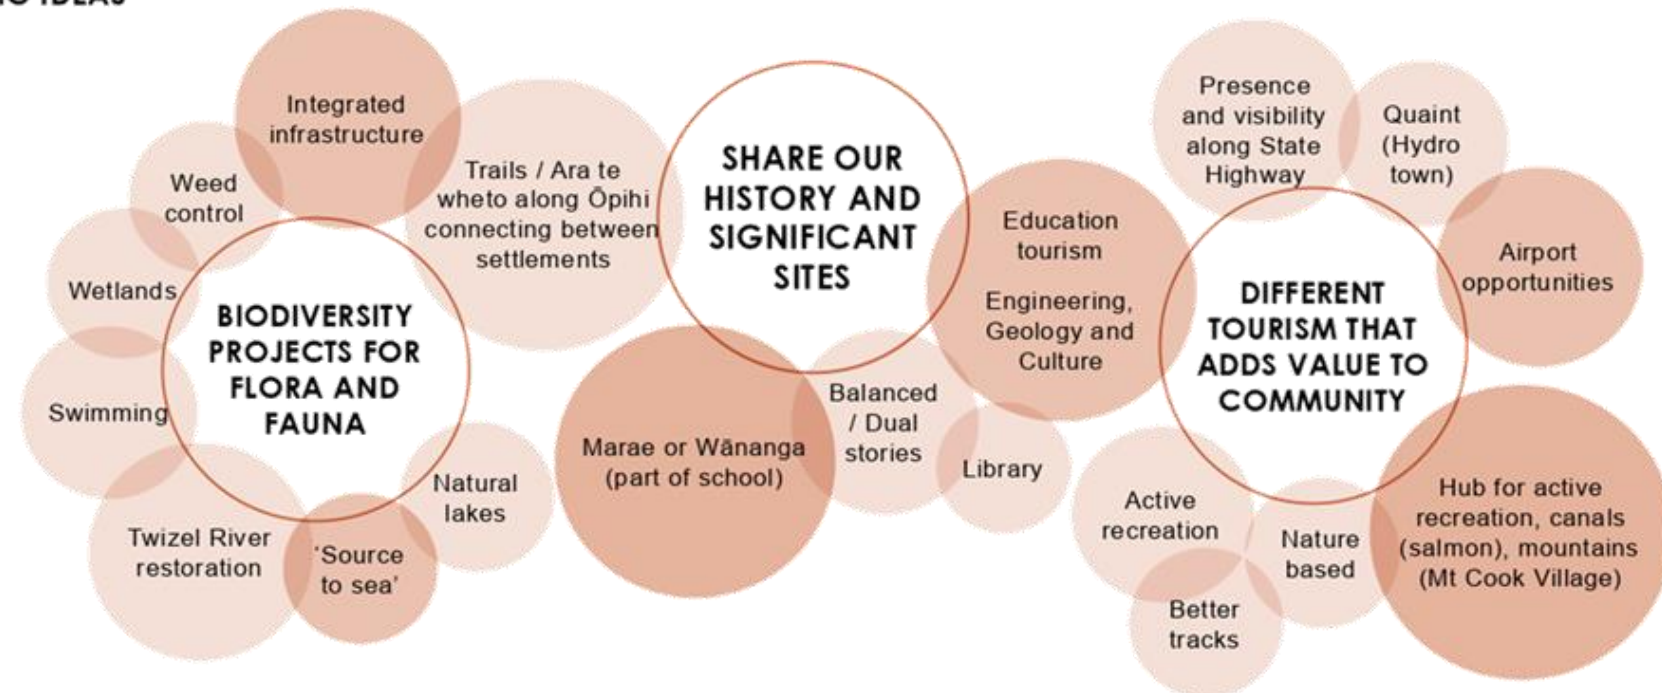 IDEAS
Integrated
infrastructure
Weed
control
Wetlands
Swimming
Twizel River
restoration
'Source
to sea'
Natural
lakes
BIODIVERSITY
PROJECTS FOR
FLORA AND
FAUNA
Trails / Ara te
wheto along Ōpihi
connecting between
settlements
SHARE OUR
HISTORY AND
SIGNIFICANT
SITES
Marae or Wānanga
(part of school)
Balanced
/ Dual
stories
Library
Education
tourism
Engineering,
Geology and
Culture
Presence
and visibility
along State
Highway
Quaint
(Hydro
town)
Airport
opportunities
DIFFERENT
TOURISM THAT
ADDS VALUE TO
COMMUNITY
Active
recreation
Better
tracks
Nature
based
Hub for active
recreation, canals
(salmon), mountains
(Mt Cook Village)